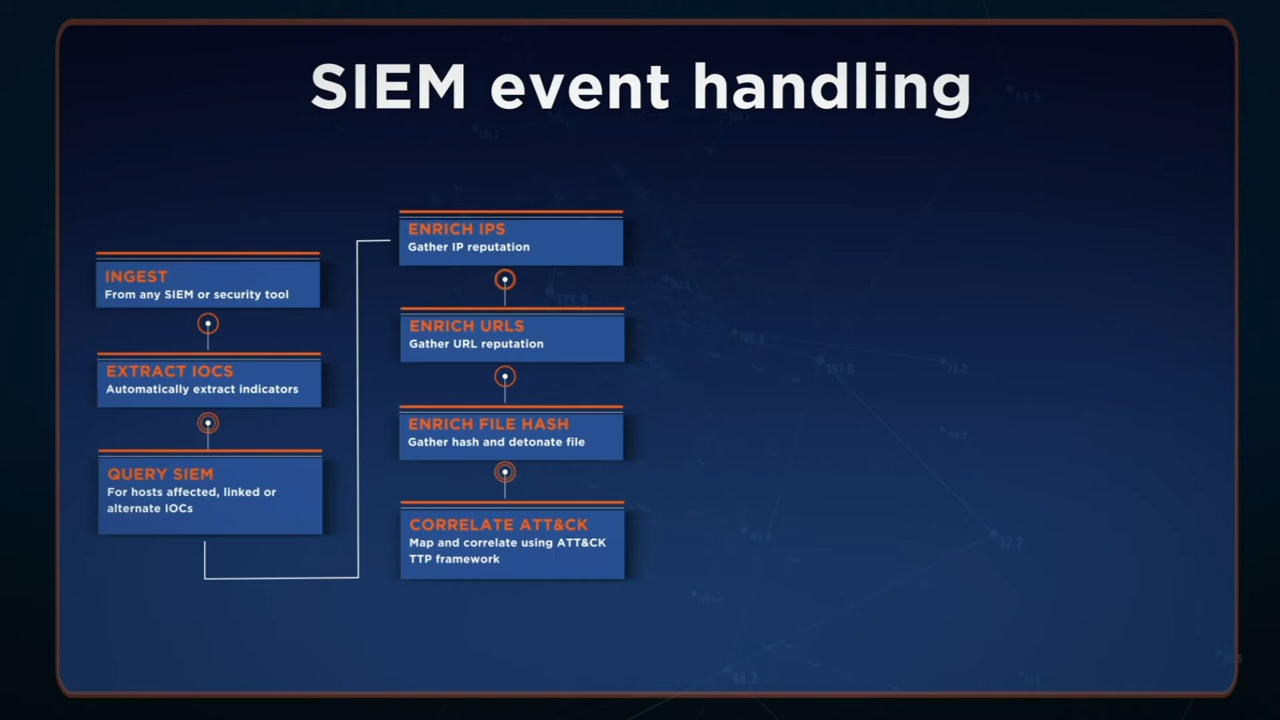 SIEM event handling
INGEST
From any SIEM or security tool
EXTRACT IOCS
Automatically extract indicators
QUERY SIEM
For hosts affected, linked or
alternate IOCs
ENRICH IPS
Gather IP reputation
ENRICH URLS
Gather URL reputation
ENRICH FILE HASH
Gather hash and detonate file
CORRELATE ATT&CK
Map and correlate using ATT&CK
TTP framework